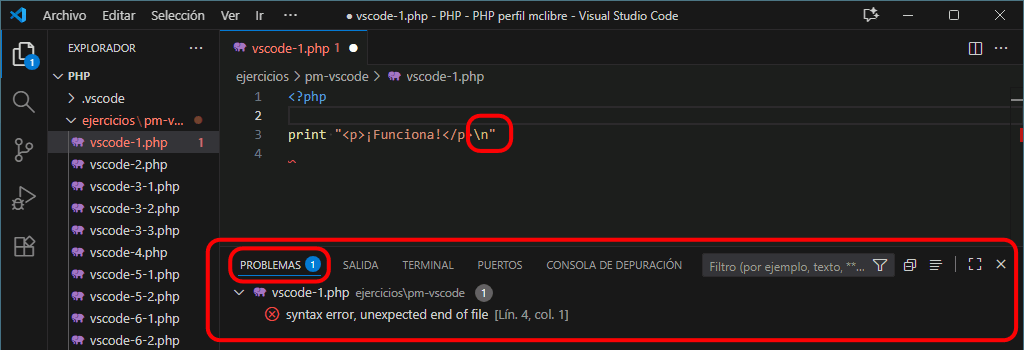 Archivo Editar Selección Ver Ir ··· ● vscode-1.php - PHP - PHP perfil mclibre - Visual Studio Code
EXPLORADOR ···
vscode-1.php 1 ●
1
PHP
ejercicios > pm-vscode > vscode-1.php
.vscode
1 <?php
ejercicios \ pm-v...
2
vscode-1.php 1
3 print "<p>¡Funciona!</p>\n"
vscode-2.php
4
vscode-3-1.php
vscode-3-2.php
vscode-3-3.php
vscode-4.php
vscode-5-1.php
vscode-5-2.php
vscode-6-1.php
vscode-6-2.php
PROBLEMAS 1 SALIDA TERMINAL PUERTOS CONSOLA DE DEPURACIÓN Filtro (por ejemplo, texto, **...
vscode-1.php ejercicios\pm-vscode 1
syntax error, unexpected end of file [Lín. 4, col. 1]